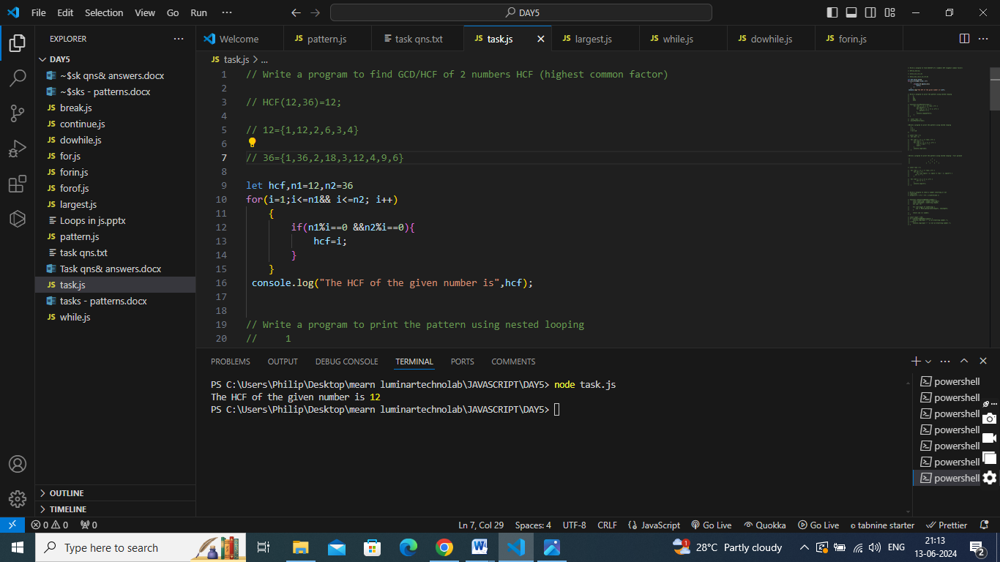 File Edit Selection View Go Run ··· DAY5
EXPLORER ···
Welcome
JS pattern.js
task qns.txt
JS task.js
JS largest.js
JS while.js
JS dowhile.js
JS forin.js
DAY5
~$sk qns& answers.docx
~$sks - patterns.docx
JS break.js
JS continue.js
JS dowhile.js
JS for.js
JS forin.js
JS forof.js
JS largest.js
Loops in js.pptx
JS pattern.js
task qns.txt
Task qns& answers.docx
JS task.js
tasks - patterns.docx
JS while.js
OUTLINE
TIMELINE
JS task.js > ...
1 // Write a program to find GCD/HCF of 2 numbers HCF (highest common factor)
2
3 // HCF(12,36)=12;
4
5 // 12={1,12,2,6,3,4}
6
7 // 36={1,36,2,18,3,12,4,9,6}
8
9 let hcf,n1=12,n2=36
10 for(i=1;i<=n1&& i<=n2; i++)
11 {
12 if(n1%i==0 &&n2%i==0){
13 hcf=i;
14 }
15 }
16 console.log("The HCF of the given number is",hcf);
17
18
19 // Write a program to print the pattern using nested looping
20 // 1
PROBLEMS OUTPUT DEBUG CONSOLE TERMINAL PORTS COMMENTS
PS C:\Users\Philip\Desktop\mearn luminartechnolab\JAVASCRIPT\DAY5> node task.js
The HCF of the given number is 12
PS C:\Users\Philip\Desktop\mearn luminartechnolab\JAVASCRIPT\DAY5>
powershell
powershell
powershell
powershell
powershell
powershell
powershell
0 0 0 Ln 7, Col 29 Spaces: 4 UTF-8 CRLF {} JavaScript Go Live Quokka Go Live tabnine starter Prettier
Type here to search
W
28°C Partly cloudy
ENG
21:13
13-06-2024
2